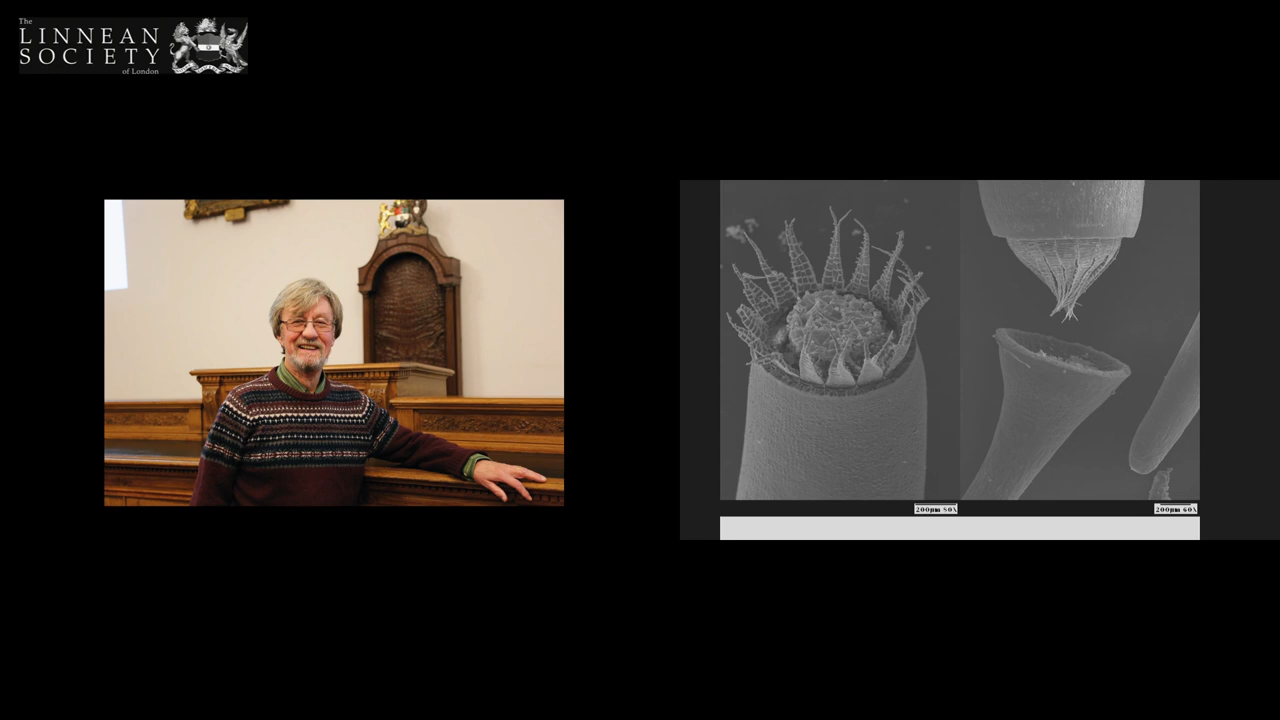 The
LINNEAN
SOCIETY
of London
200µm 50X
200µm 60X